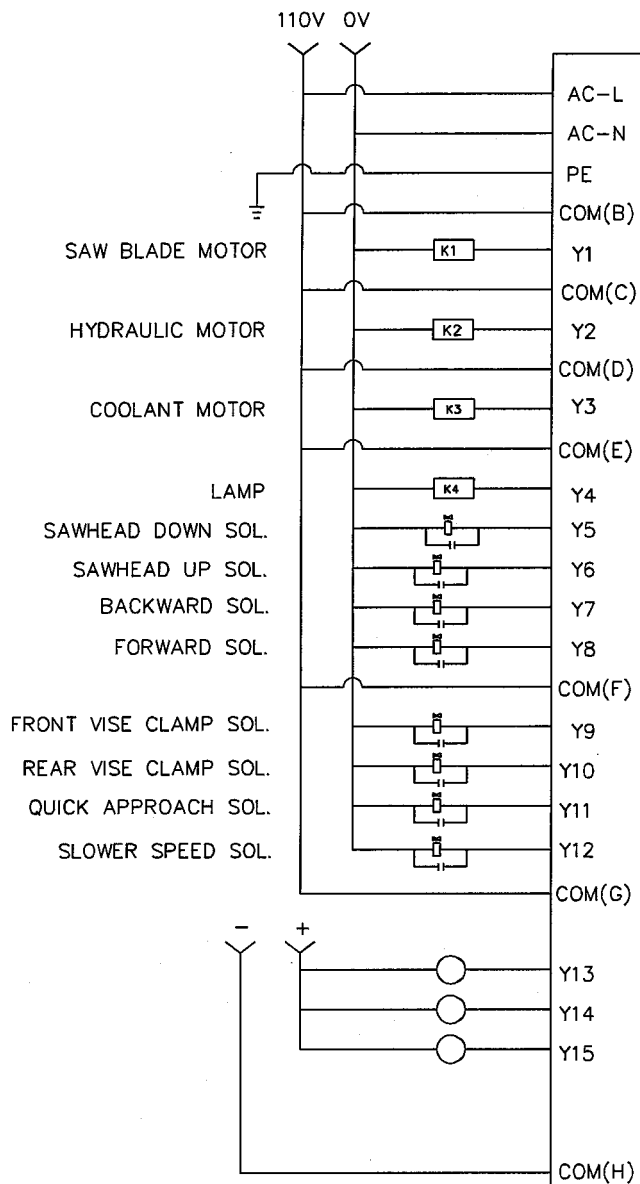 110V 0V
AC-L
AC-N
PE
COM(B)
SAW BLADE MOTOR K1 Y1
COM(C)
HYDRAULIC MOTOR K2 Y2
COM(D)
COOLANT MOTOR K3 Y3
COM(E)
LAMP K4 Y4
SAWHEAD DOWN SOL. Y5
SAWHEAD UP SOL. Y6
BACKWARD SOL. Y7
FORWARD SOL. Y8
COM(F)
FRONT VISE CLAMP SOL. Y9
REAR VISE CLAMP SOL. Y10
QUICK APPROACH SOL. Y11
SLOWER SPEED SOL. Y12
COM(G)
- +
Y13
Y14
Y15
COM(H)